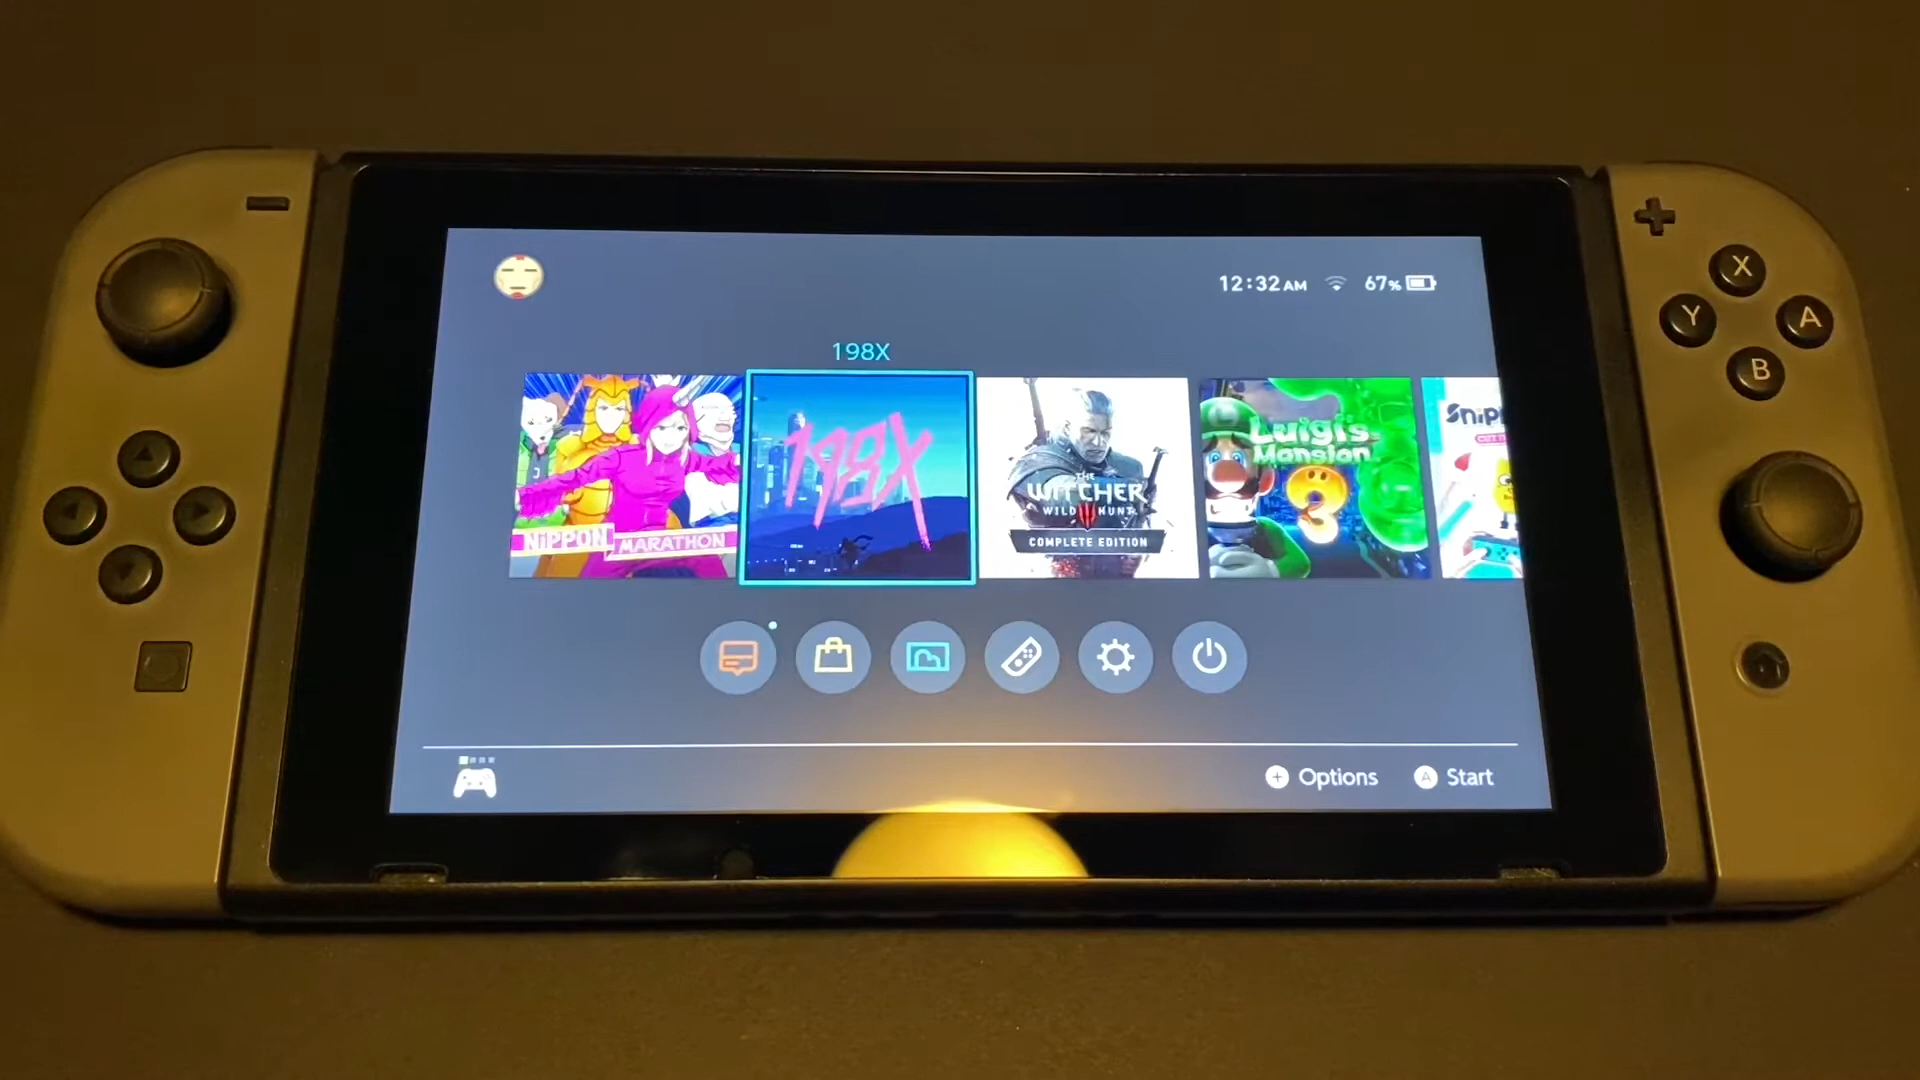 12:32 AM 67%
198X
NiPPON MARATHON
198X
THE
WITCHER
WILD HUNT
COMPLETE EDITION
Luigi's
Mansion
3
Snip
Options
A Start
X
Y
A
B